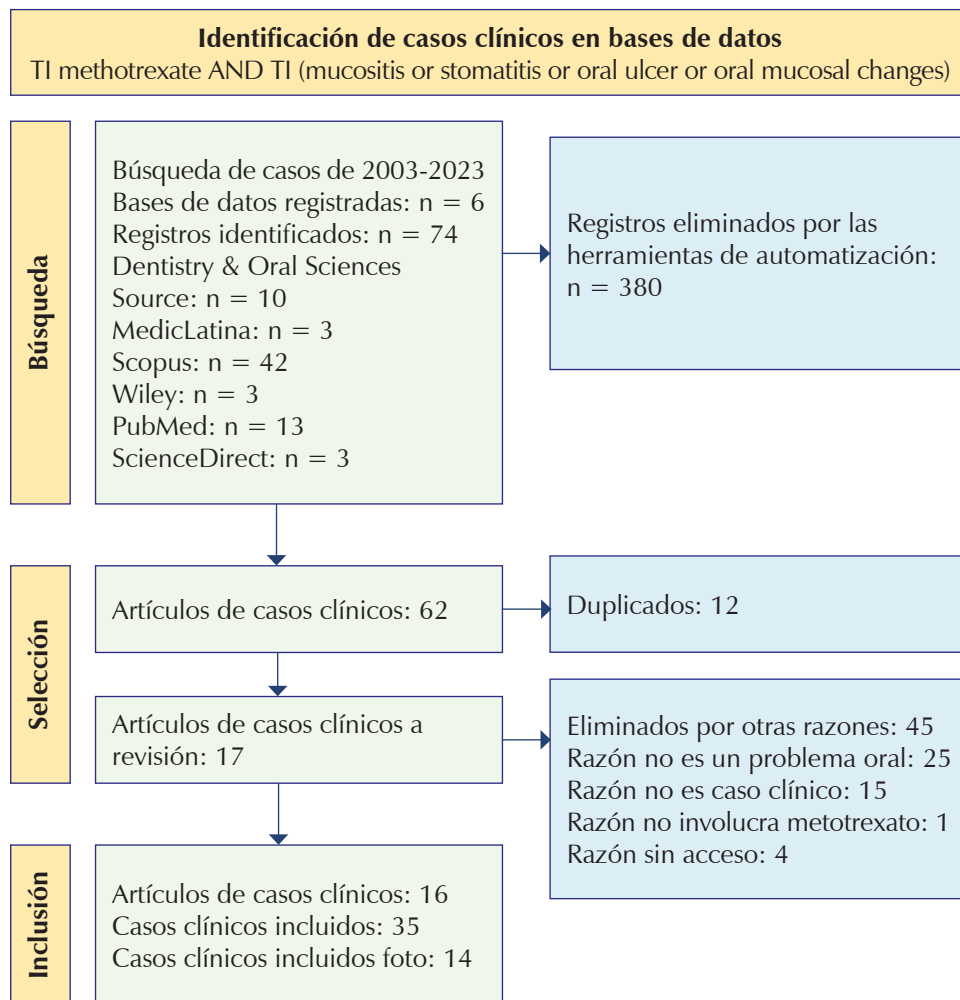 Identificación de casos clínicos en bases de datos
TI methotrexate AND TI (mucositis or stomatitis or oral ulcer or oral mucosal changes)
Búsqueda
Búsqueda de casos de 2003-2023
Bases de datos registradas: n = 6
Registros identificados: n = 74
Dentistry & Oral Sciences
Source: n = 10
MedicLatina: n = 3
Scopus: n = 42
Wiley: n = 3
PubMed: n = 13
ScienceDirect: n = 3
Registros eliminados por las
herramientas de automatización:
n = 380
Selección
Artículos de casos clínicos: 62
Duplicados: 12
Artículos de casos clínicos a
revisión: 17
Eliminados por otras razones: 45
Razón no es un problema oral: 25
Razón no es caso clínico: 15
Razón no involucra metotrexato: 1
Razón sin acceso: 4
Inclusión
Artículos de casos clínicos: 16
Casos clínicos incluidos: 35
Casos clínicos incluidos foto: 14